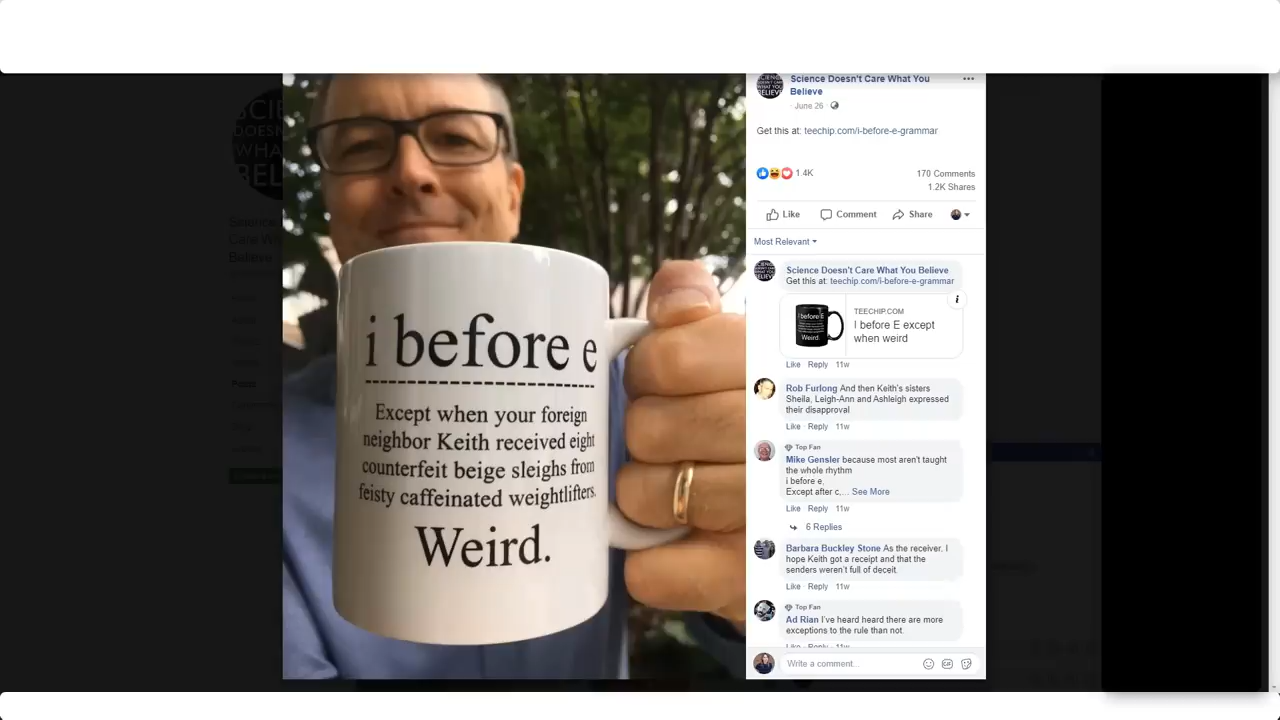 i before e
Except when your foreign
neighbor Keith received eight
counterfeit beige sleighs from
feisty caffeinated weightlifters.
Weird.
Science Doesn't Care What You
Believe
· June 26 ·
Get this at: teechip.com/i-before-e-grammar
1.4K
170 Comments
1.2K Shares
Like
Comment
Share
Most Relevant
Science Doesn't Care What You Believe
Get this at: teechip.com/i-before-e-grammar
TEECHIP.COM
I before E except
when weird
i before E
Weird.
Like · Reply · 11w
Rob Furlong And then Keith's sisters
Sheila, Leigh-Ann and Ashleigh expressed
their disapproval
Like · Reply · 11w
Top Fan
Mike Gensler because most aren't taught
the whole rhythm
i before e,
Except after c,... See More
Like · Reply · 11w
6 Replies
Barbara Buckley Stone As the receiver, I
hope Keith got a receipt and that the
senders weren't full of deceit.
Like · Reply · 11w
Top Fan
Ad Rian I've heard heard there are more
exceptions to the rule than not.
Like · Reply · 11w
Write a comment...
GIF